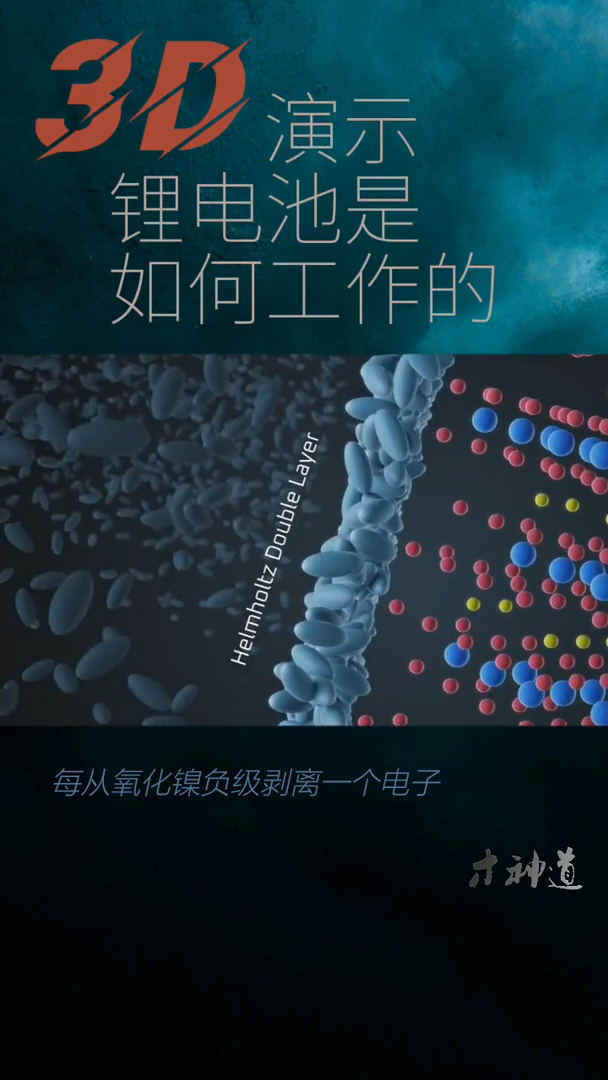 3D 演示
锂电池是
如何工作的
Helmholtz Double Layer
每从氧化镍负级剥离一个电子
才神道